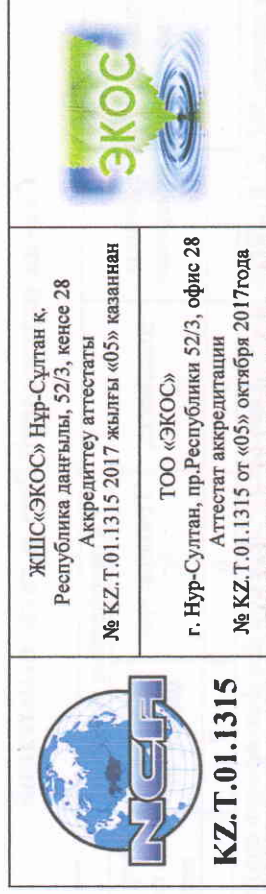 NCA
KZ.T.01.1315
ЖШС«ЭКОС» Нұр-Сұлтан қ.
Республика даңғылы, 52/3, кеңсе 28
Аккредиттеу аттестаты
№ KZ.T.01.1315 2017 жылғы «05» қазаннан
ТОО «ЭКОС»
г. Нур-Султан, пр.Республики 52/3, офис 28
Аттестат аккредитации
№ KZ.T.01.1315 от «05» октября 2017года
ЭКОС